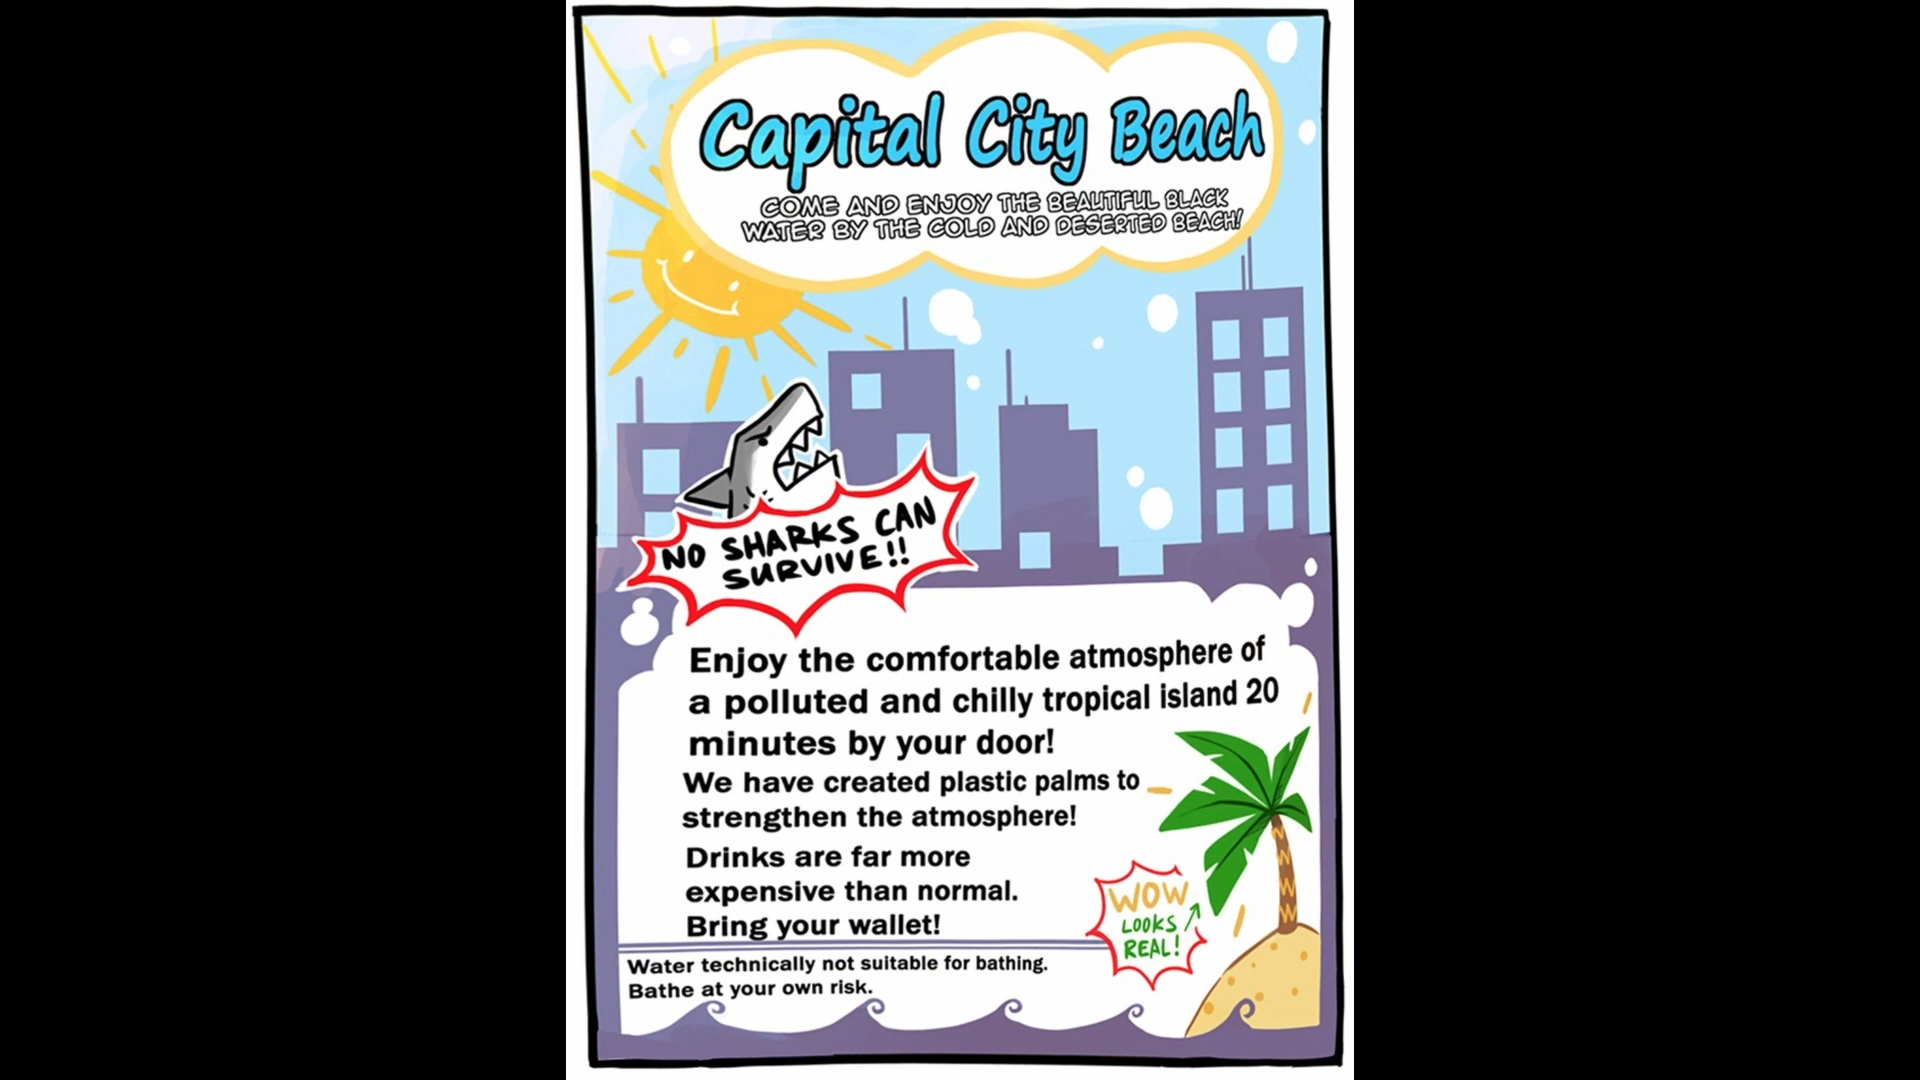 Capital City Beach
COME AND ENJOY THE BEAUTIFUL BLACK
WATER BY THE COLD AND DESERTED BEACH!
NO SHARKS CAN
SURVIVE!!
Enjoy the comfortable atmosphere of
a polluted and chilly tropical island 20
minutes by your door!
We have created plastic palms to
strengthen the atmosphere!
Drinks are far more
expensive than normal.
Bring your wallet!
WOW
LOOKS
REAL!
Water technically not suitable for bathing.
Bathe at your own risk.